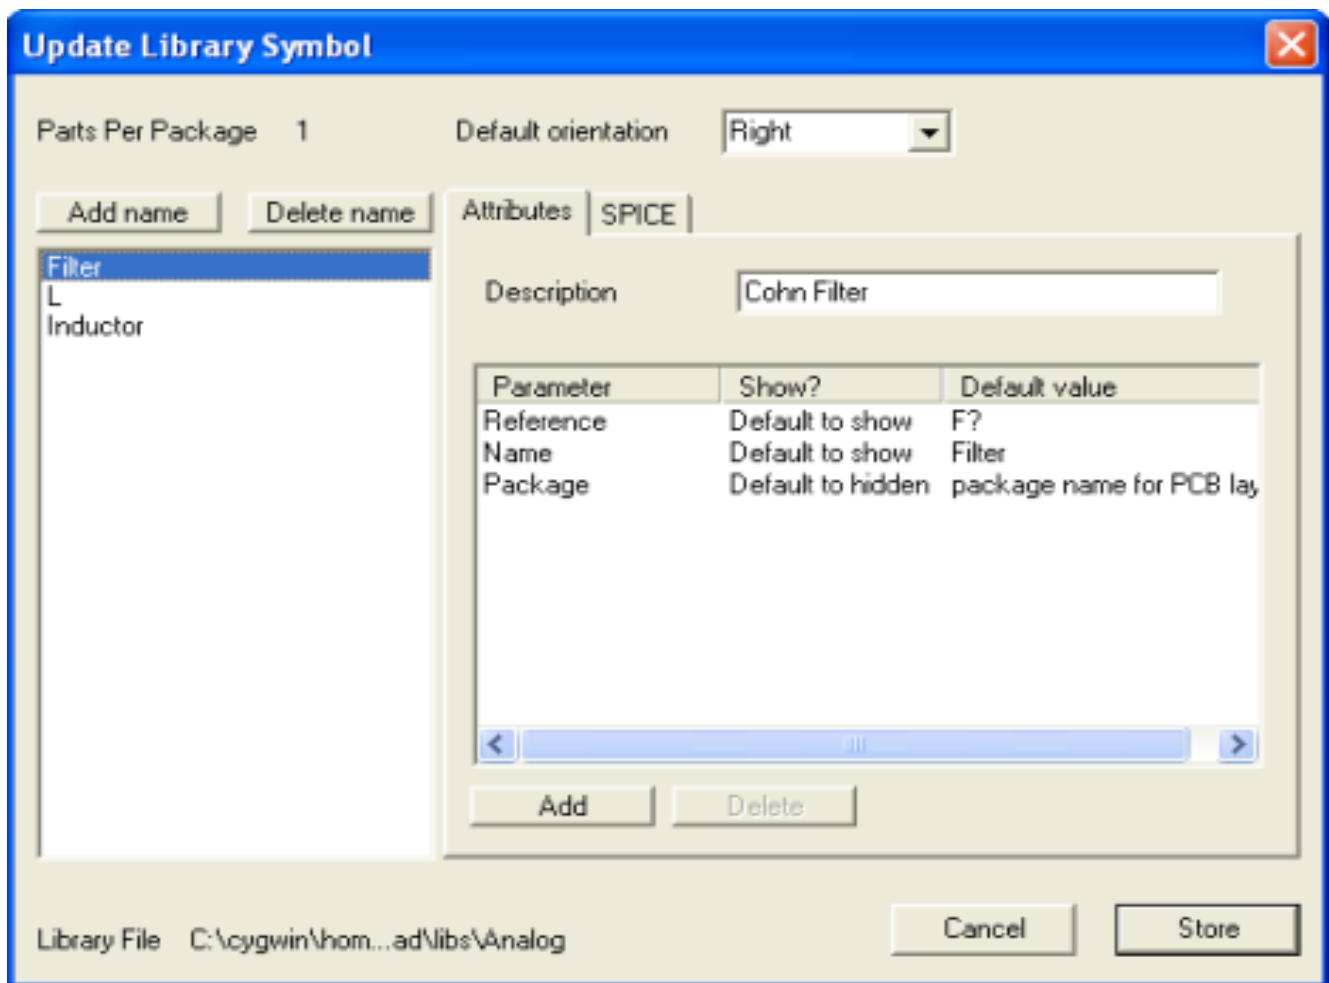 Update Library Symbol
Parts Per Package 1 Default orientation Right
Add name Delete name Attributes SPICE
Filter
L
Inductor
Description Cohn Filter
Parameter Show? Default value
Reference Default to show F?
Name Default to show Filter
Package Default to hidden package name for PCB lay
Add Delete
Cancel Store
Library File C:\cygwin\hom...ad\libs\Analog